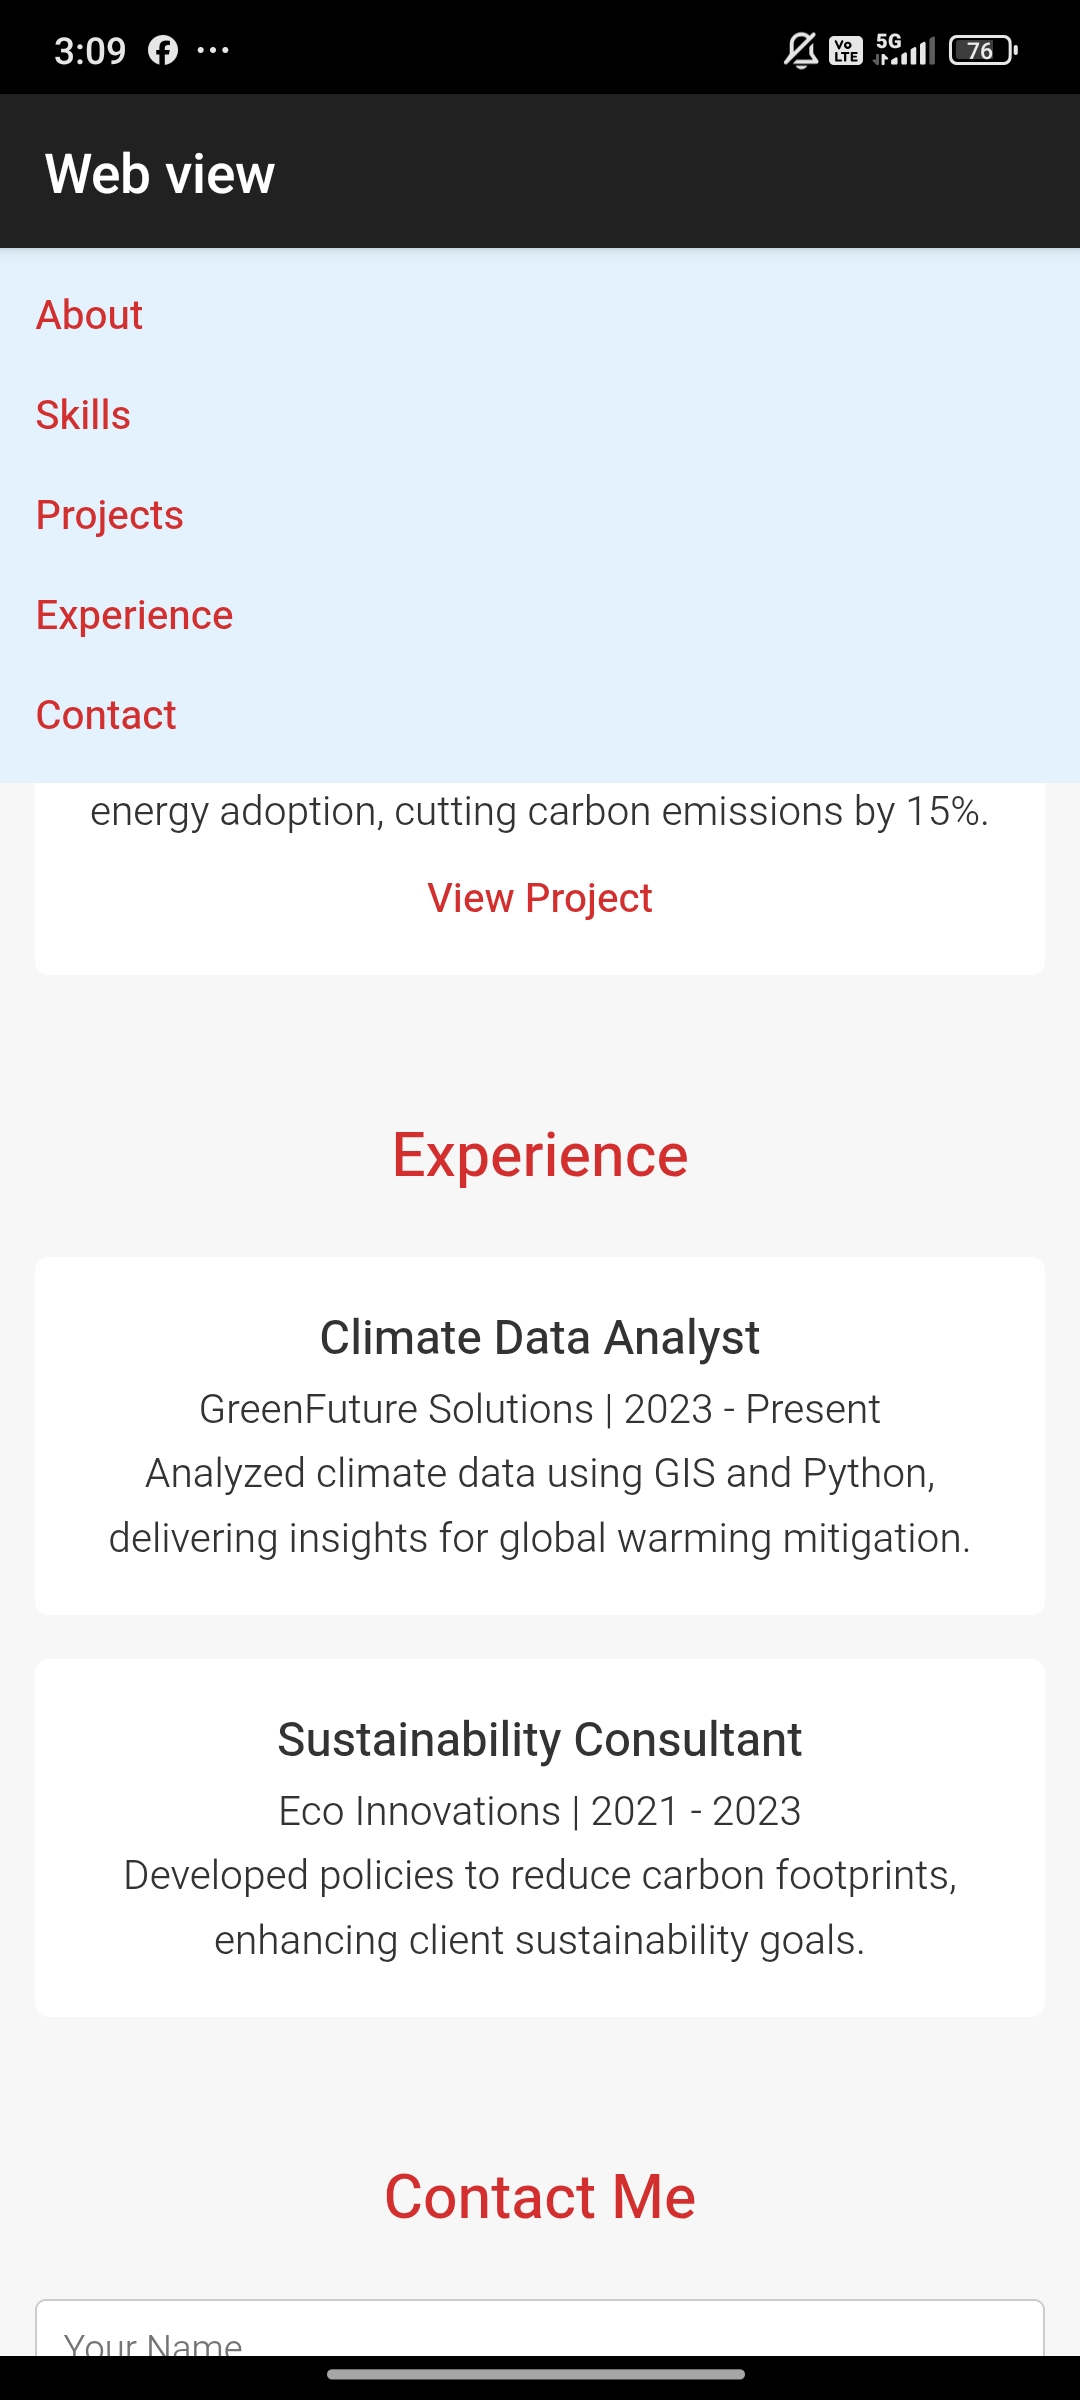 3:09
Vo LTE 5G 76
Web view
About
Skills
Projects
Experience
Contact
energy adoption, cutting carbon emissions by 15%.
View Project
Experience
Climate Data Analyst
GreenFuture Solutions | 2023 - Present
Analyzed climate data using GIS and Python,
delivering insights for global warming mitigation.
Sustainability Consultant
Eco Innovations | 2021 - 2023
Developed policies to reduce carbon footprints,
enhancing client sustainability goals.
Contact Me
Your Name